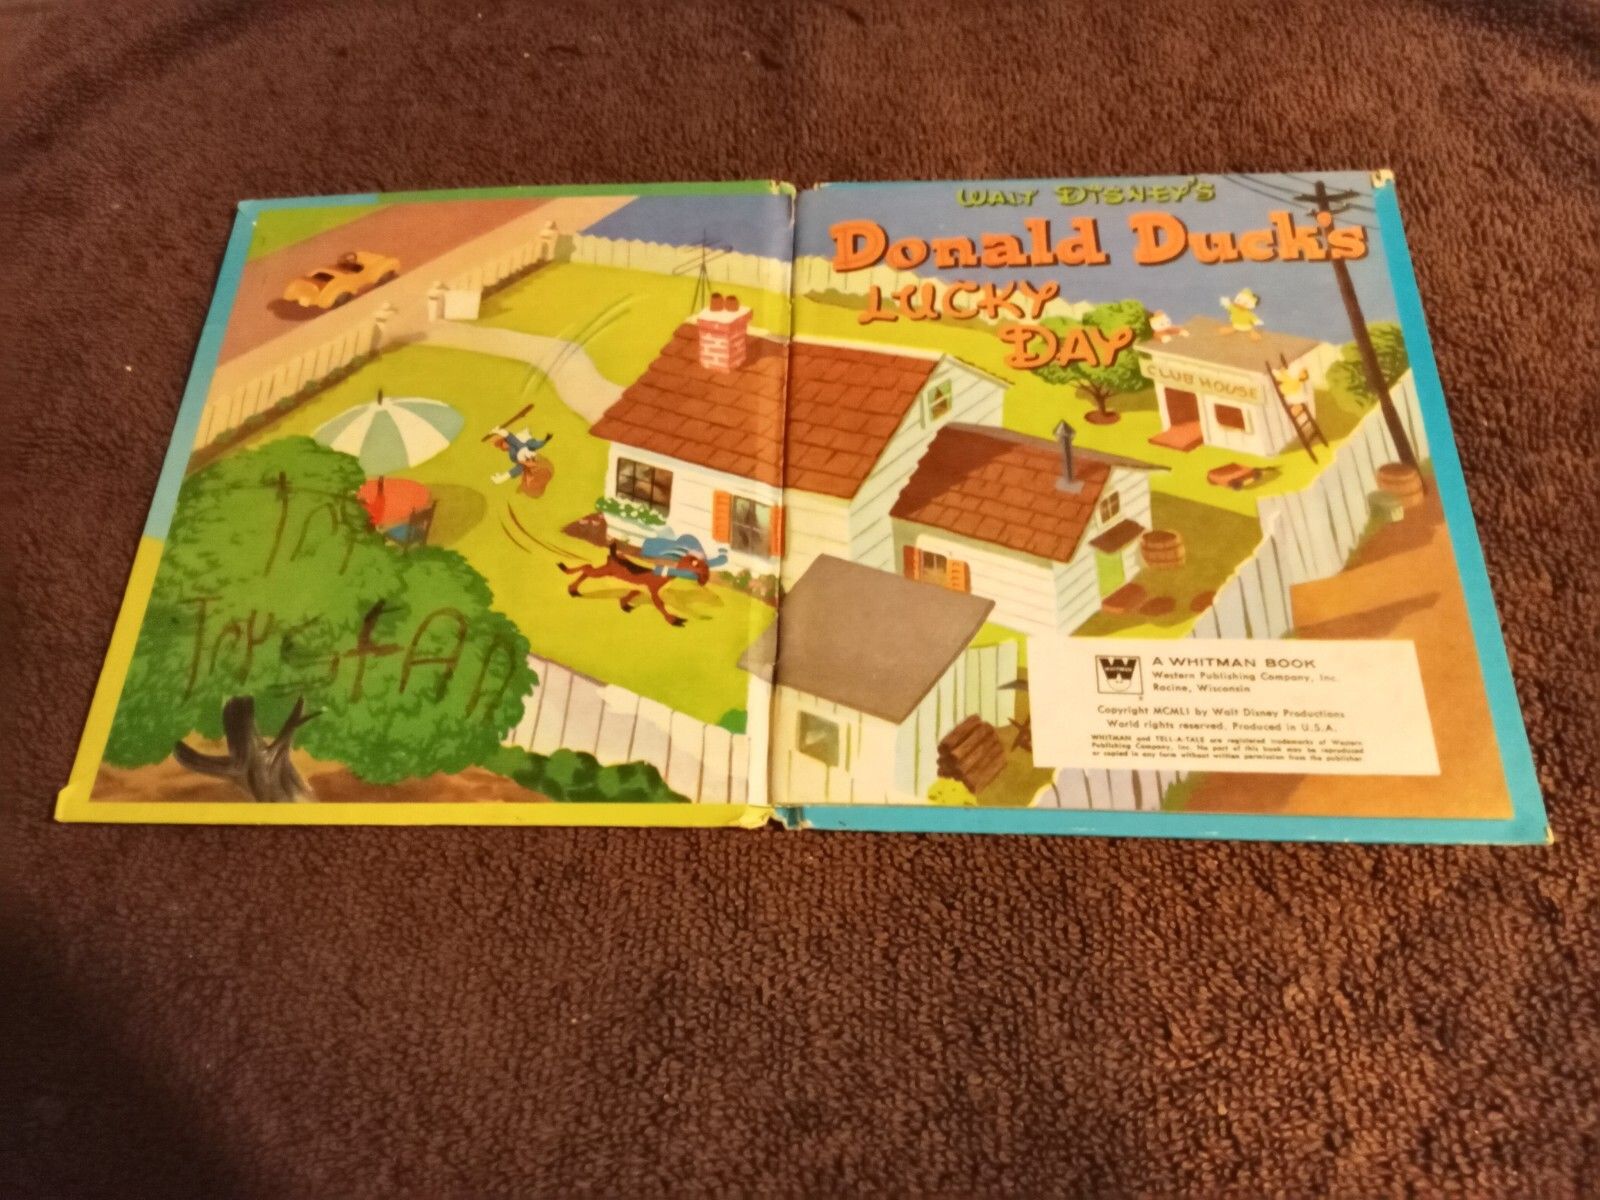 WALT DISNEY'S
Donald Duck's
LUCKY
DAY
CLUB HOUSE
Try
TrystAn
WHITMAN
A WHITMAN BOOK
Western Publishing Company, Inc.
Racine, Wisconsin
Copyright MCMLI by Walt Disney Productions
World rights reserved. Produced in U.S.A.
WHITMAN and TELL-A-TALE are registered trademarks of Western
Publishing Company, Inc. No part of this book may be reproduced
or copied in any form without written permission from the publisher